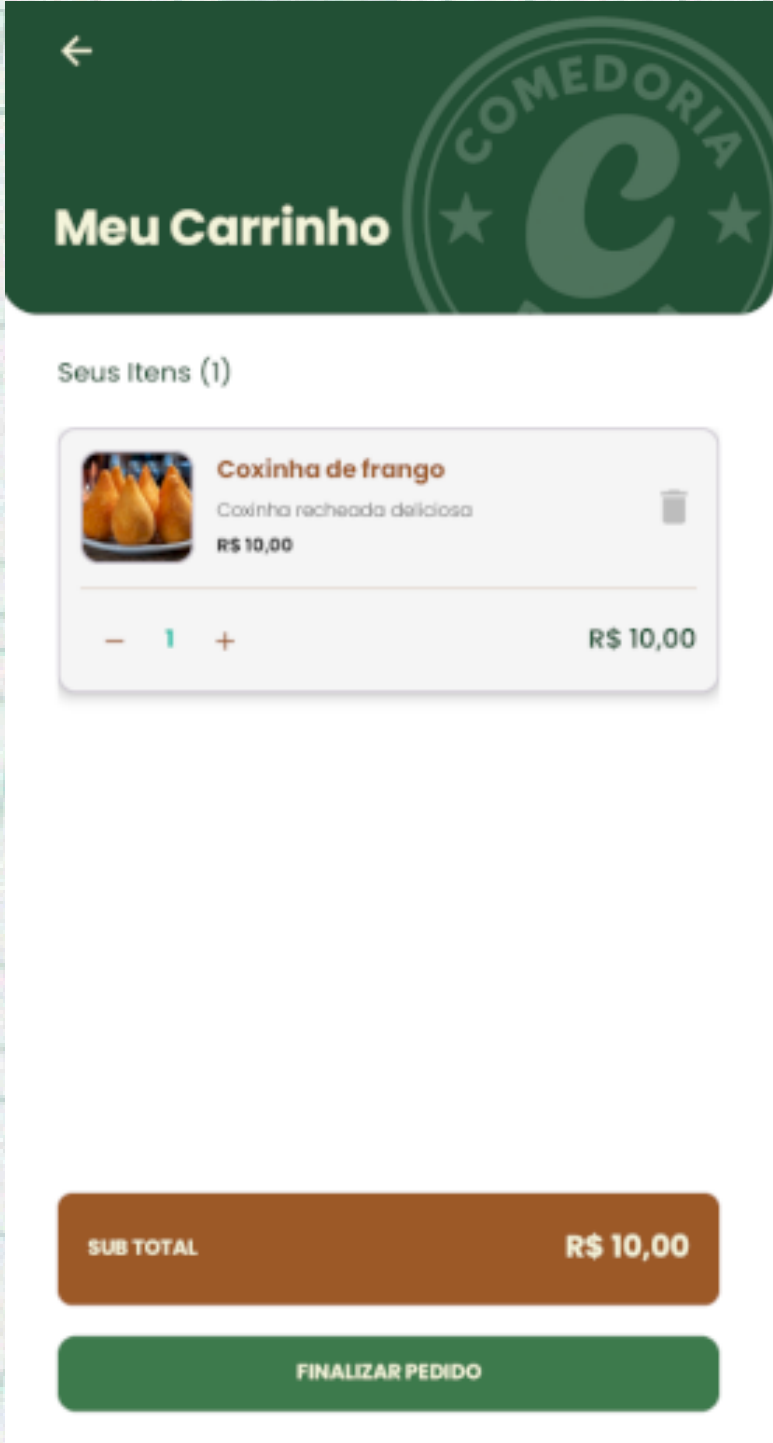 COMEDORIA
C
Meu Carrinho
Seus Itens (1)
Coxinha de frango
Coxinha recheada deliciosa
R$ 10,00
− 1 + R$ 10,00
SUB TOTAL R$ 10,00
FINALIZAR PEDIDO